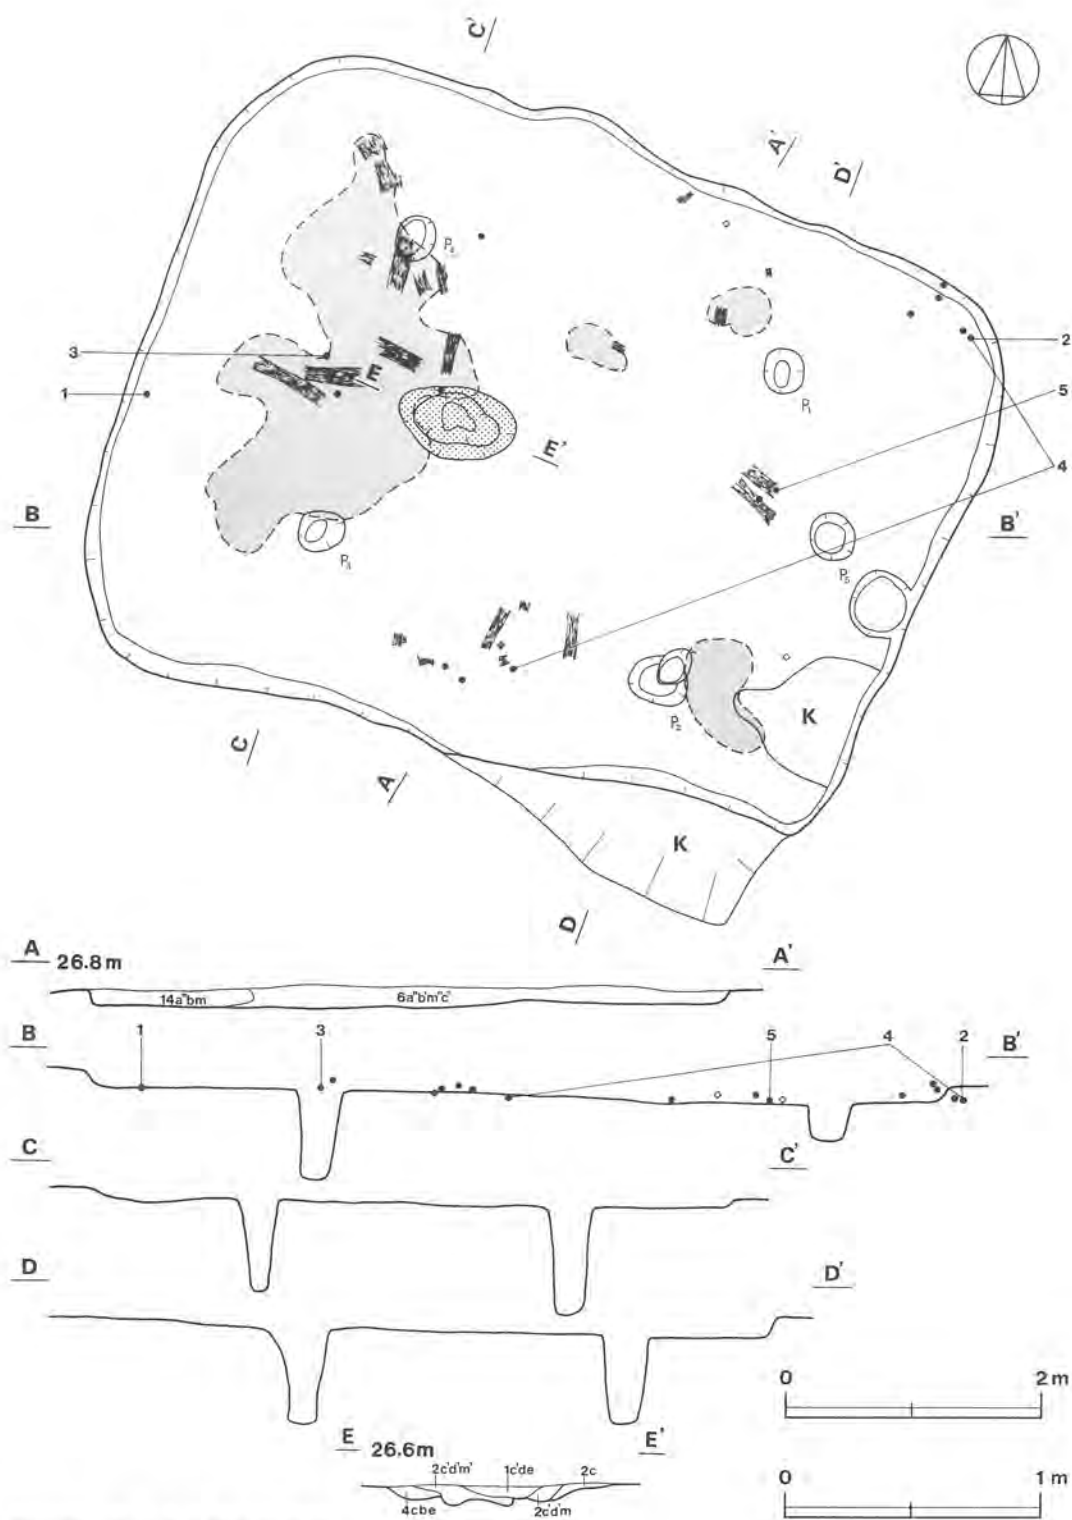 C'
A'
D'
P₄
3
E
2
1
P₁
5
E'
4
B
B'
P₃
P₅
P₂
K
C
A
K
D
A 26.8m A'
14a"bm 6a"b'm"c"
B 1 3 5 4 2 B'
C C'
D D'
0 2m
E 26.6m E'
2c'd'm' 1c'de 2c
4cbe 2c'd'm
0 1m